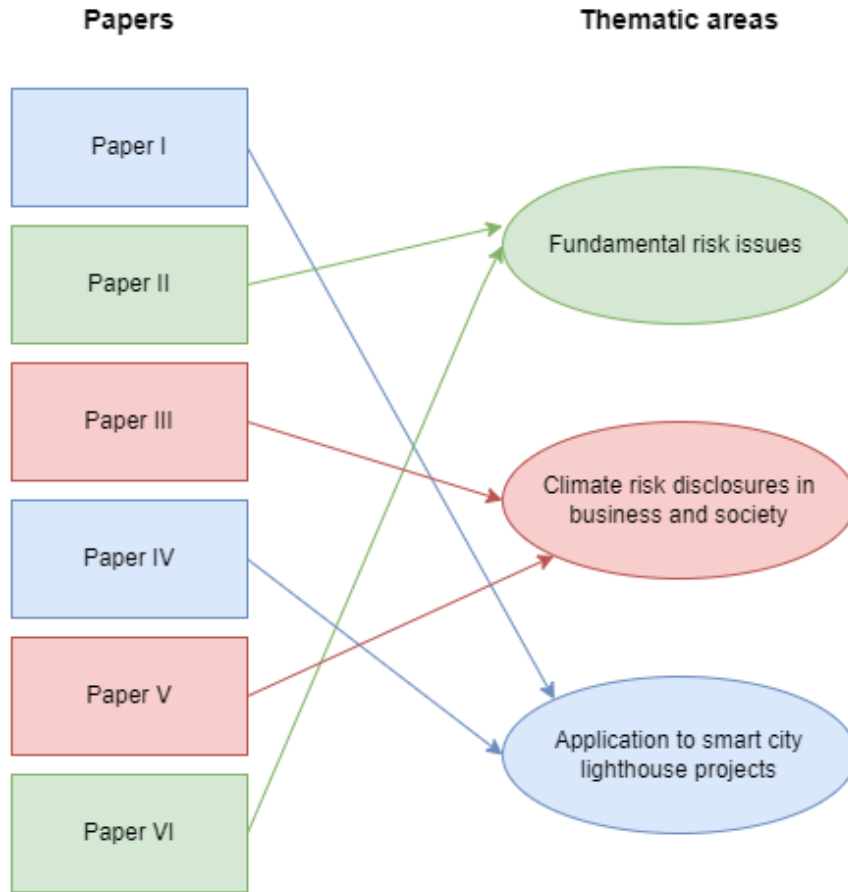 Papers
Thematic areas
Paper I
Paper II
Paper III
Paper IV
Paper V
Paper VI
Fundamental risk issues
Climate risk disclosures in
business and society
Application to smart city
lighthouse projects